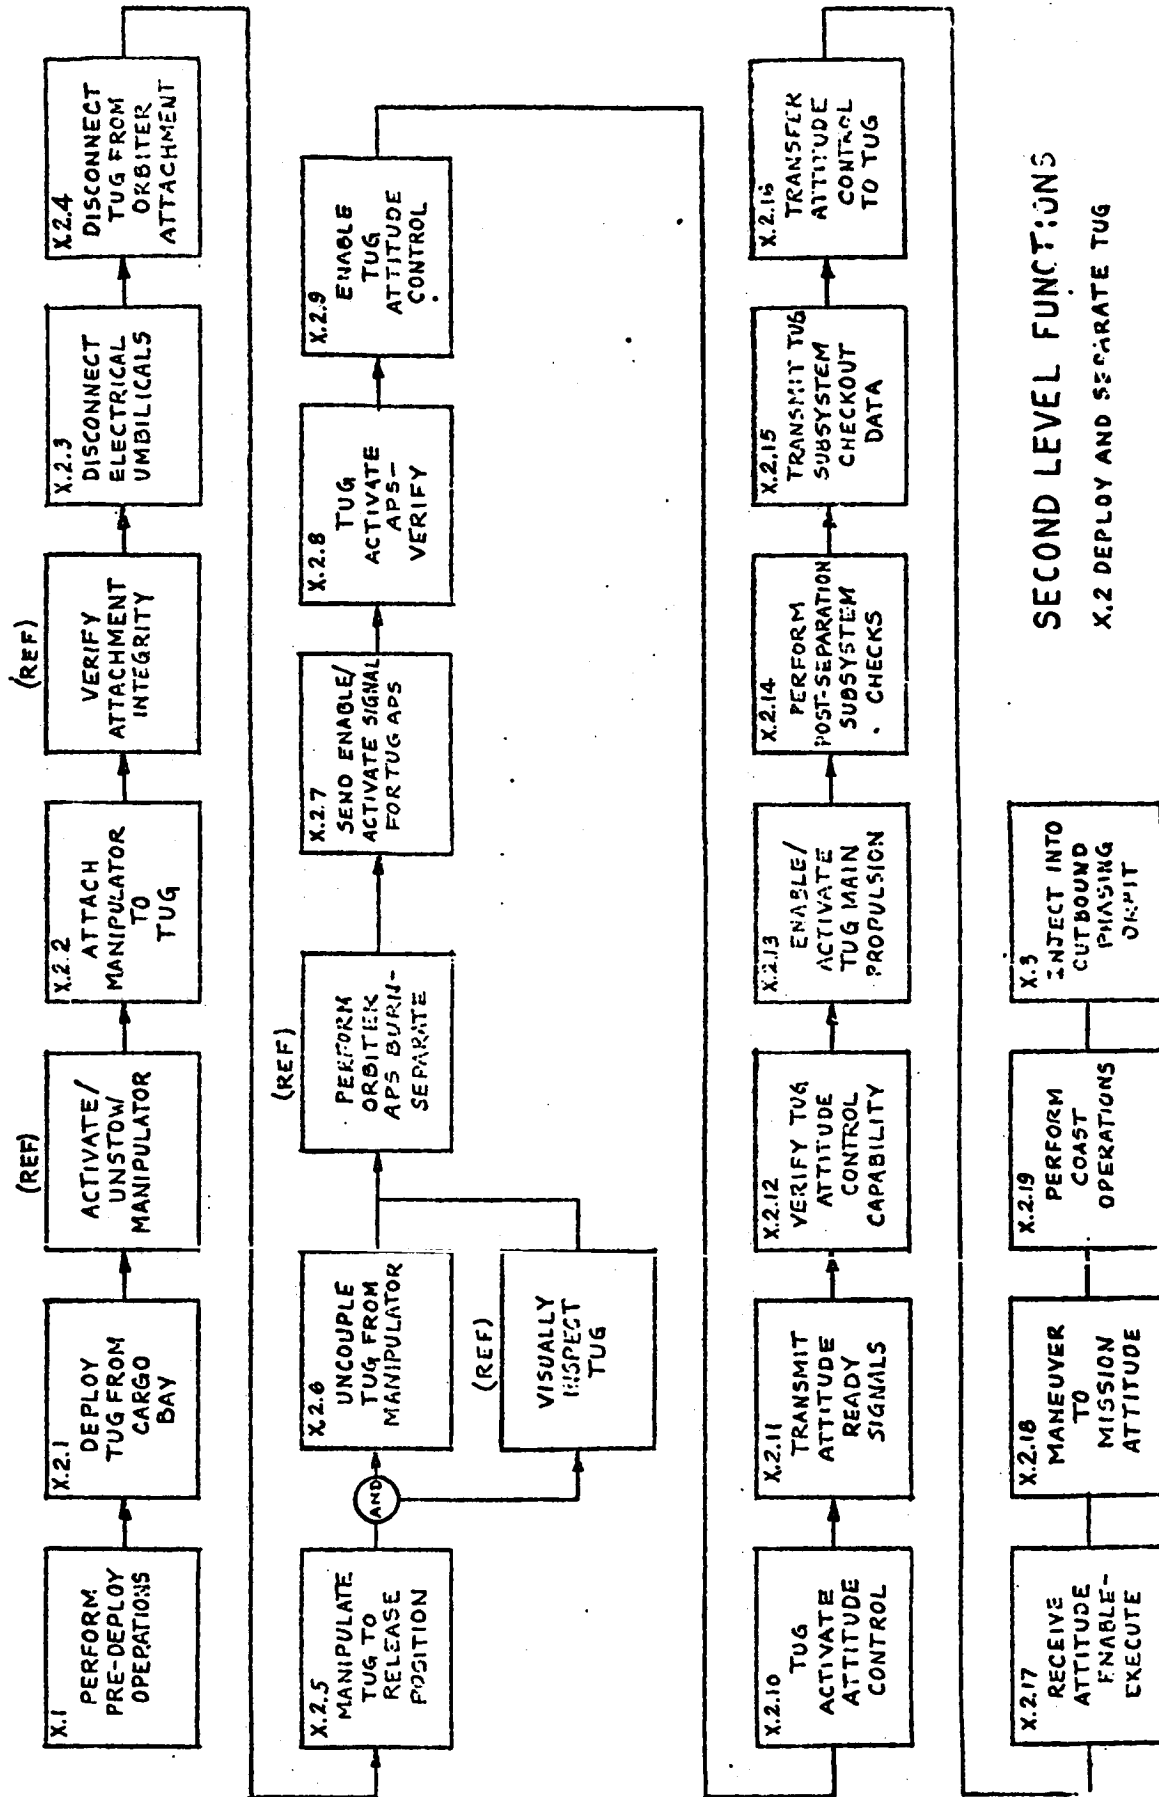 X.1
PERFORM
PRE-DEPLOY
OPERATIONS
X.2.1
DEPLOY
TUG FROM
CARGO
BAY
(REF)
ACTIVATE/
UNSTOW/
MANIPULATOR
X.2.2
ATTACH
MANIPULATOR
TO
TUG
(REF)
VERIFY
ATTACHMENT
INTEGRITY
X.2.3
DISCONNECT
ELECTRICAL
UMBILICALS
X.2.4
DISCONNECT
TUG FROM
ORBITER
ATTACHMENT
X.2.5
MANIPULATE
TUG TO
RELEASE
POSITION
AND
X.2.6
UNCOUPLE
TUG FROM
MANIPULATOR
(REF)
VISUALLY
INSPECT
TUG
(REF)
PERFORM
ORBITER
APS BURN-
SEPARATE
X.2.7
SEND ENABLE/
ACTIVATE SIGNAL
FOR TUG APS
X.2.8
TUG
ACTIVATE
APS-
VERIFY
X.2.9
ENABLE
TUG
ATTITUDE
CONTROL
X.2.10
TUG
ACTIVATE
ATTITUDE
CONTROL
X.2.11
TRANSMIT
ATTITUDE
READY
SIGNALS
X.2.12
VERIFY TUG
ATTITUDE
CONTROL
CAPABILITY
X.2.13
ENABLE/
ACTIVATE
TUG MAIN
PROPULSION
X.2.14
PERFORM
POST-SEPARATION
SUBSYSTEM
CHECKS
X.2.15
TRANSMIT TUG
SUBSYSTEM
CHECKOUT
DATA
X.2.16
TRANSFER
ATTITUDE
CONTROL
TO TUG
X.2.17
RECEIVE
ATTITUDE
ENABLE-
EXECUTE
X.2.18
MANEUVER
TO
MISSION
ATTITUDE
X.2.19
PERFORM
COAST
OPERATIONS
X.3
INJECT INTO
OUTBOUND
PHASING
ORBIT
SECOND LEVEL FUNCTIONS
X.2 DEPLOY AND SEPARATE TUG